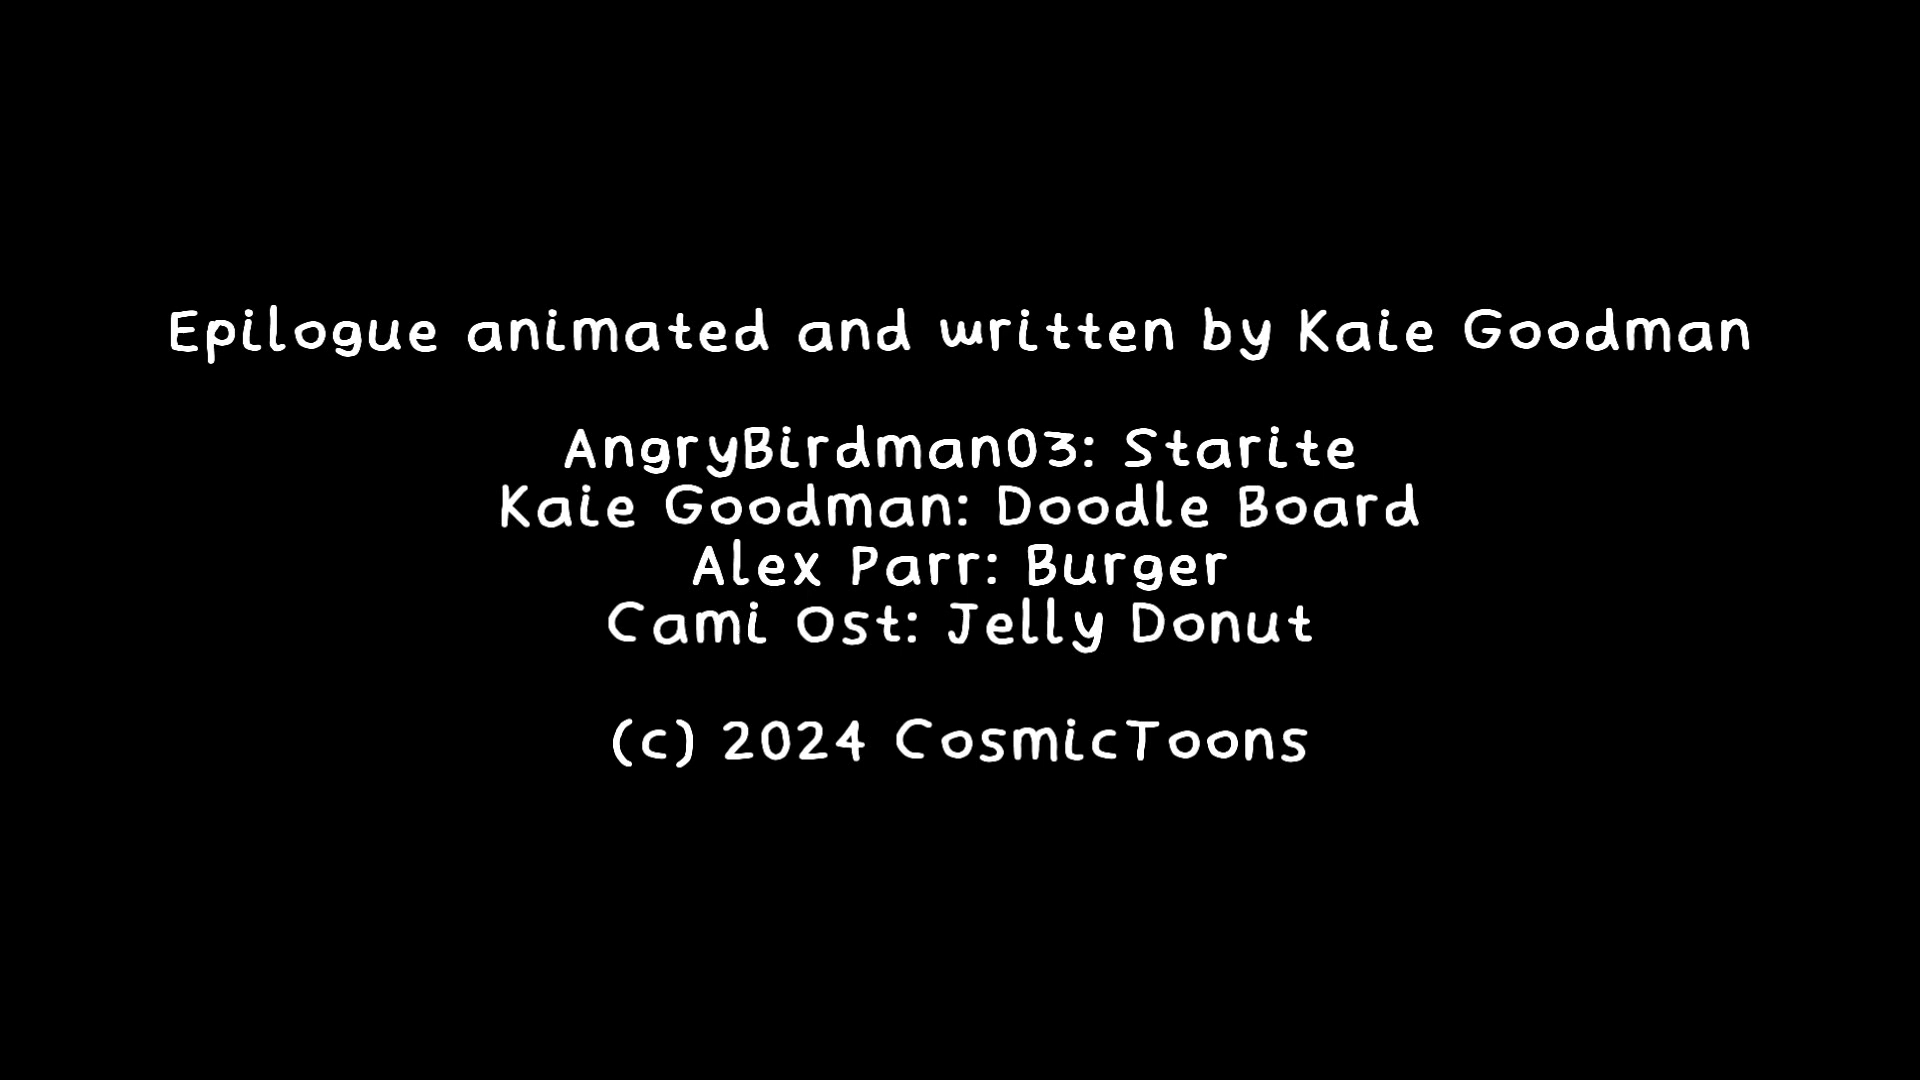 Epilogue animated and written by Kaie Goodman
AngryBirdman03: Starite
Kaie Goodman: Doodle Board
Alex Parr: Burger
Cami Ost: Jelly Donut
(c) 2024 CosmicToons